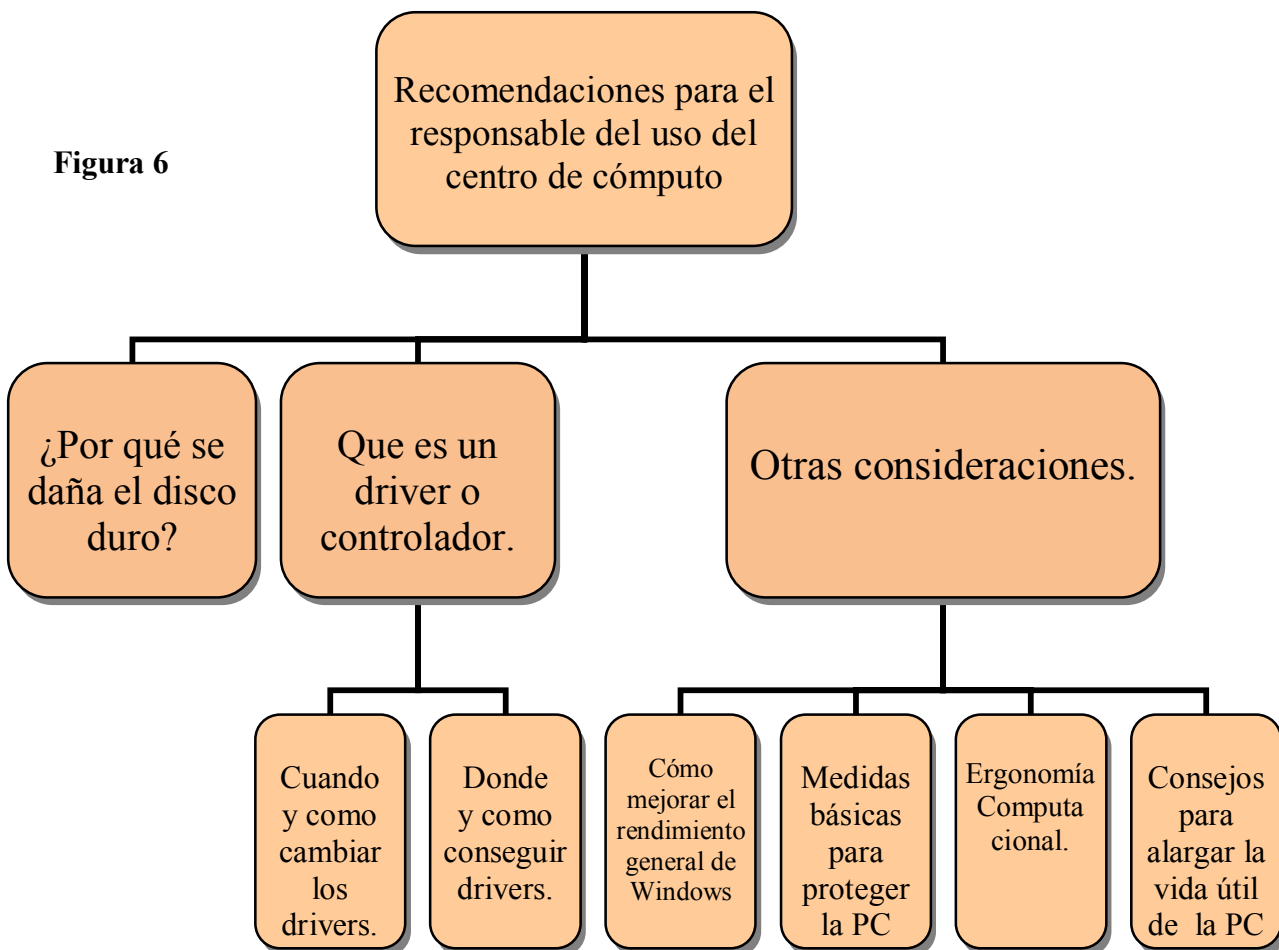 Recomendaciones para el
responsable del uso del
centro de cómputo
Figura 6
¿Por qué se
daña el disco
duro?
Que es un
driver o
controlador.
Otras consideraciones.
Cuando
y como
cambiar
los
drivers.
Donde
y como
conseguir
drivers.
Cómo
mejorar el
rendimiento
general de
Windows
Medidas
básicas
para
proteger
la PC
Ergonomía
Computa
cional.
Consejos
para
alargar la
vida útil
de la PC